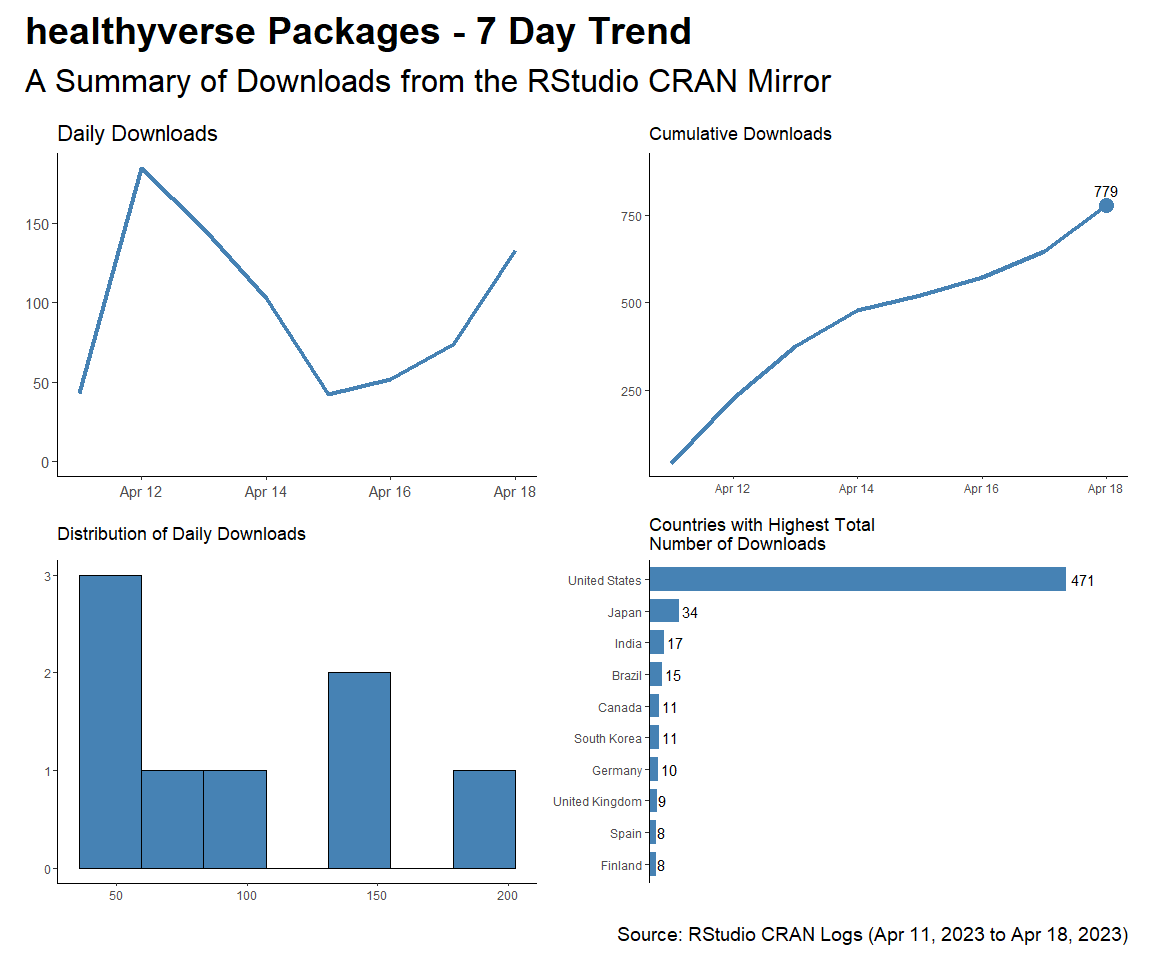 healthyverse Packages - 7 Day Trend
A Summary of Downloads from the RStudio CRAN Mirror
Daily Downloads
150
100
50
0
Apr 12 Apr 14 Apr 16 Apr 18
Cumulative Downloads
779
750
500
250
Apr 12 Apr 14 Apr 16 Apr 18
Distribution of Daily Downloads
3
2
1
0
50 100 150 200
Countries with Highest Total
Number of Downloads
United States 471
Japan 34
India 17
Brazil 15
Canada 11
South Korea 11
Germany 10
United Kingdom 9
Spain 8
Finland 8
Source: RStudio CRAN Logs (Apr 11, 2023 to Apr 18, 2023)